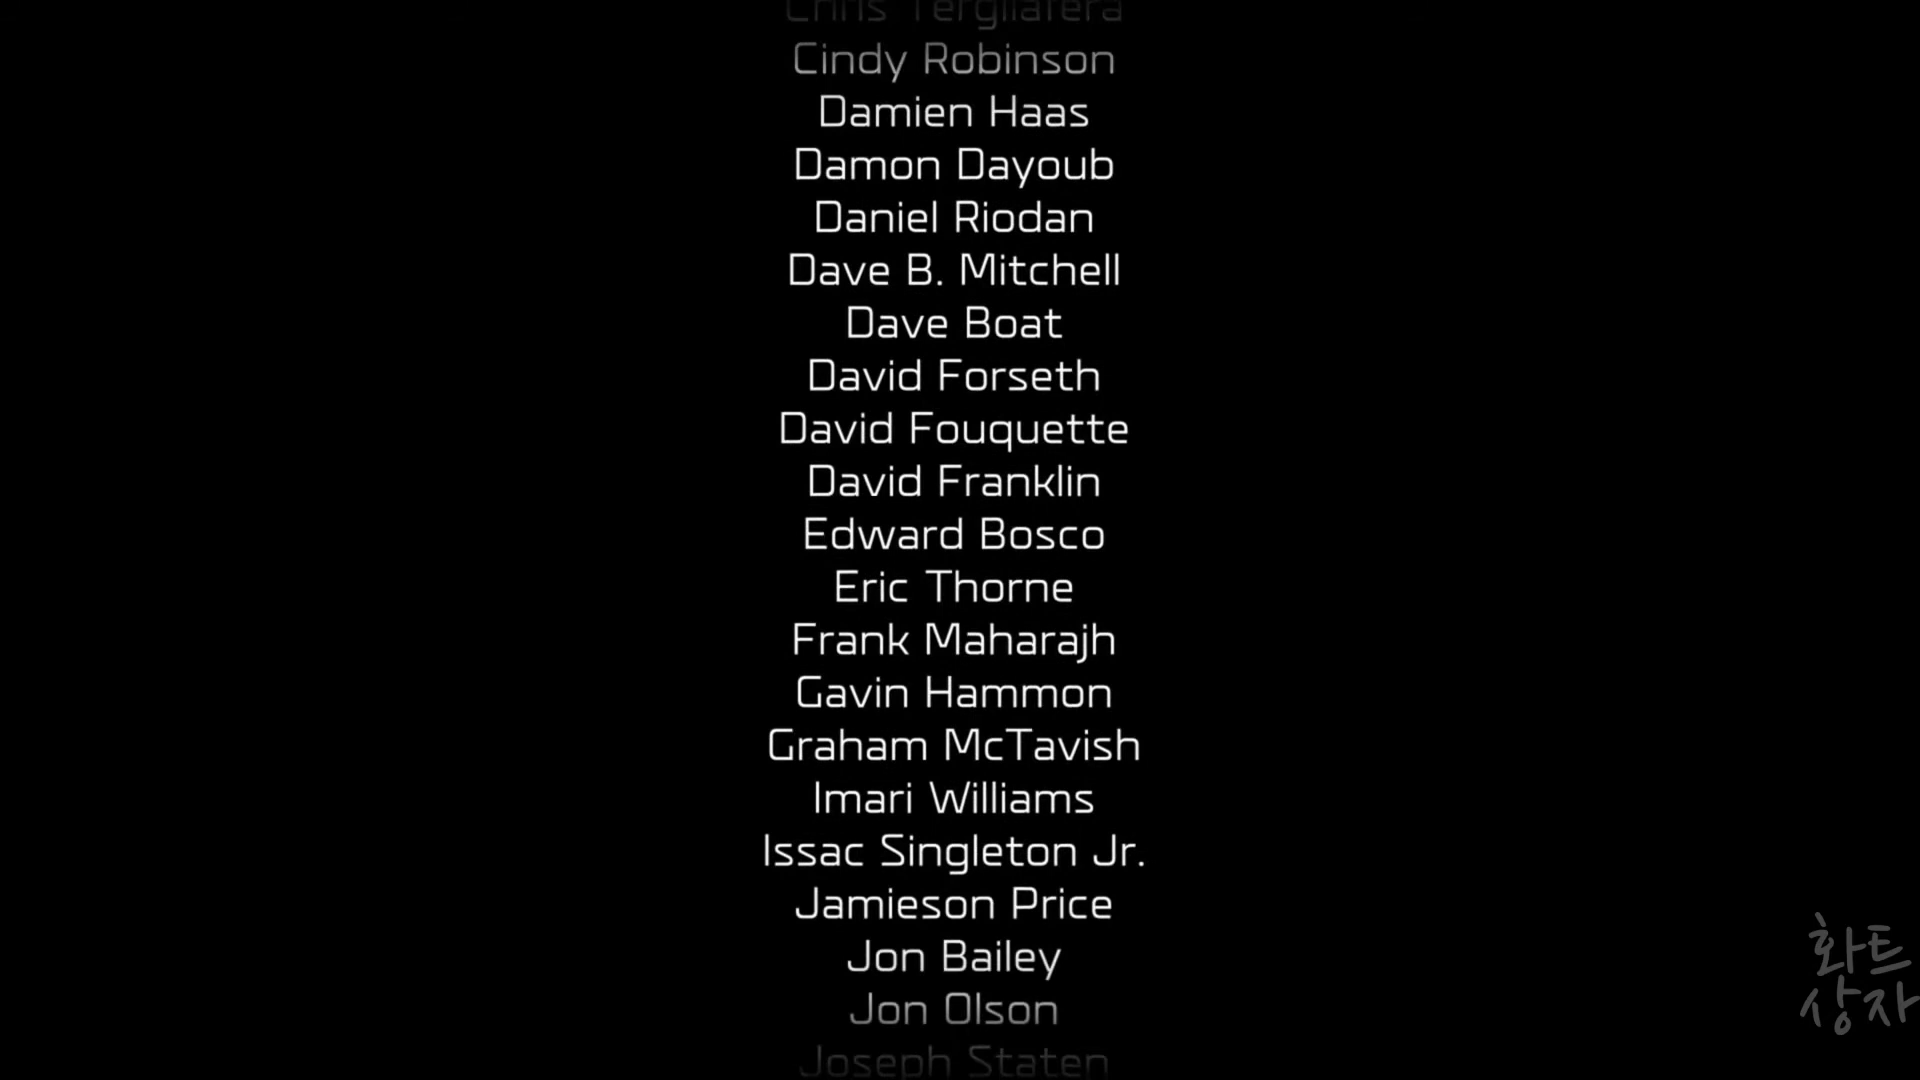 Chris Tergliafera
Cindy Robinson
Damien Haas
Damon Dayoub
Daniel Riodan
Dave B. Mitchell
Dave Boat
David Forseth
David Fouquette
David Franklin
Edward Bosco
Eric Thorne
Frank Maharajh
Gavin Hammon
Graham McTavish
Imari Williams
Issac Singleton Jr.
Jamieson Price
Jon Bailey
Jon Olson
Joseph Staten
화트
상자